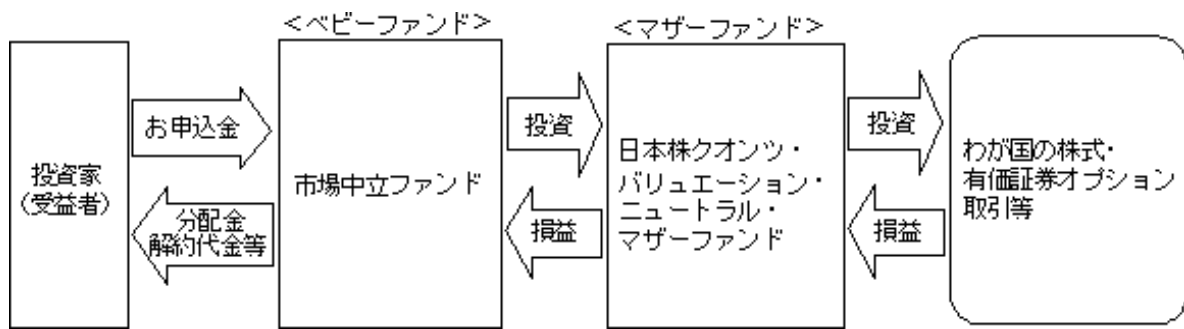 ＜ベビーファンド＞
＜マザーファンド＞
投資家
（受益者）
お申込金
分配金
解約代金等
市場中立ファンド
投資
損益
日本株クオンツ・
バリュエーション・
ニュートラル・
マザーファンド
投資
損益
わが国の株式・
有価証券オプション
取引等